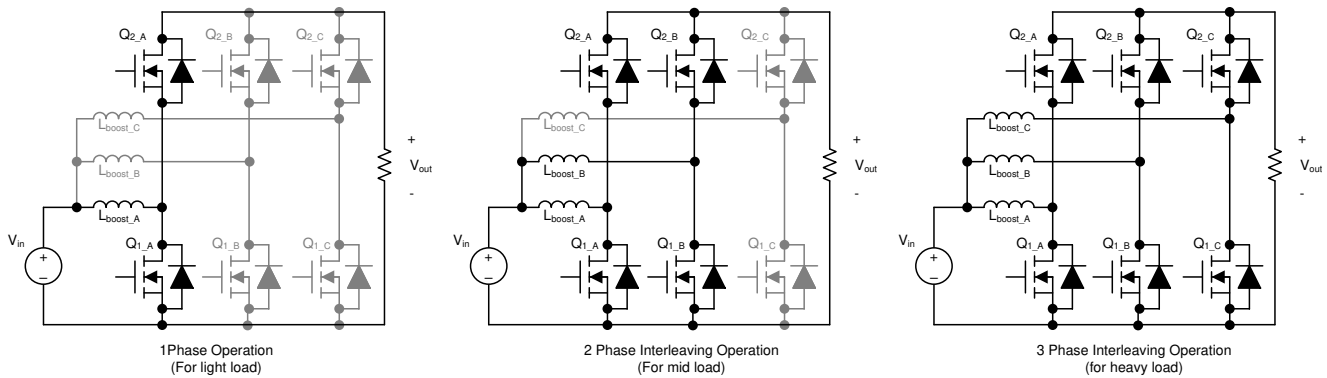 Q2_A
Q2_B
Q2_C
Lboost_C
Lboost_B
Lboost_A
+
Vout
-
Vin
+
–
Q1_A
Q1_B
Q1_C
1Phase Operation
(For light load)
Q2_A
Q2_B
Q2_C
Lboost_C
Lboost_B
Lboost_A
+
Vout
-
Vin
+
–
Q1_A
Q1_B
Q1_C
2 Phase Interleaving Operation
(For mid load)
Q2_A
Q2_B
Q2_C
Lboost_C
Lboost_B
Lboost_A
+
Vout
-
Vin
+
–
Q1_A
Q1_B
Q1_C
3 Phase Interleaving Operation
(for heavy load)